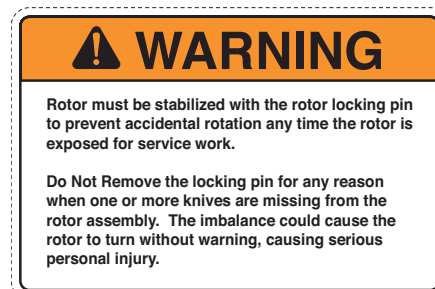 WARNING
Rotor must be stabilized with the rotor locking pin
to prevent accidental rotation any time the rotor is
exposed for service work.
Do Not Remove the locking pin for any reason
when one or more knives are missing from the
rotor assembly.  The imbalance could cause the
rotor to turn without warning, causing serious
personal injury.